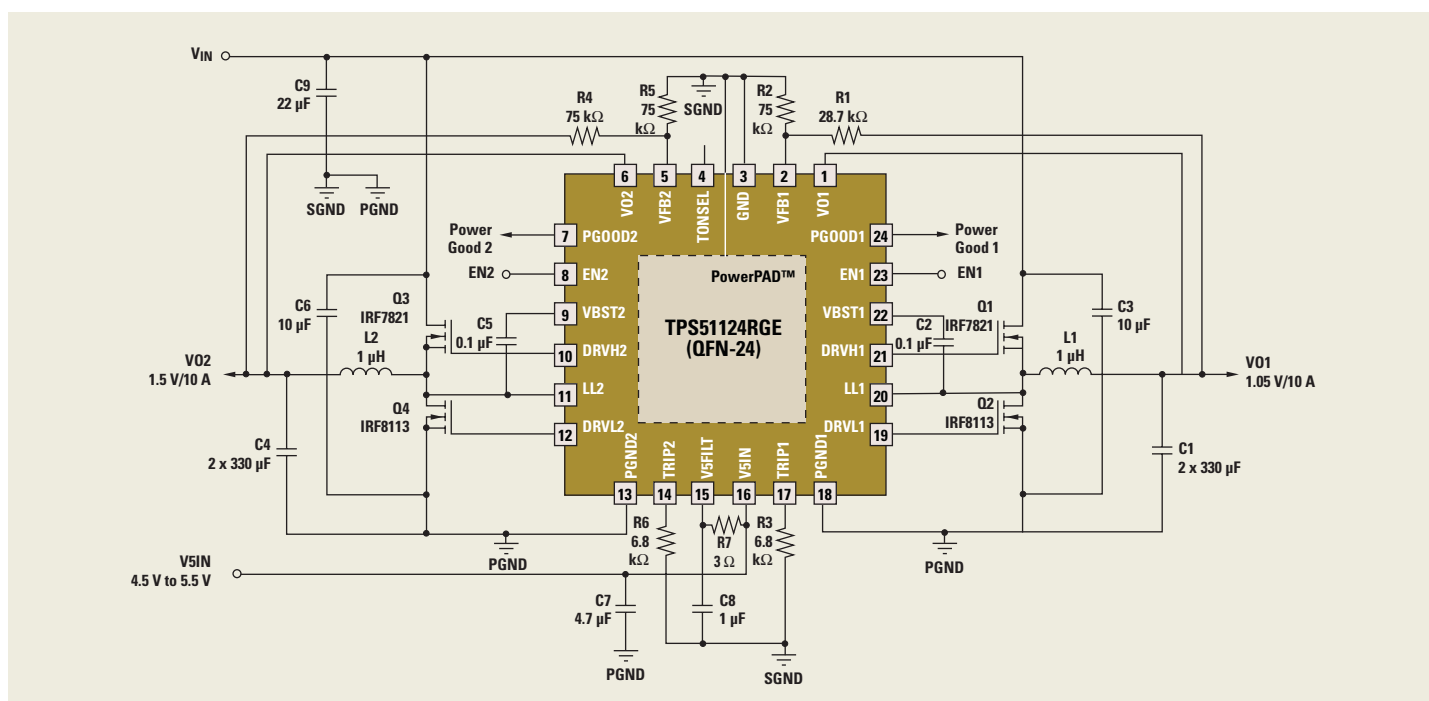 VIN
C9
22 µF
R4
75 kΩ
R5
75
kΩ
SGND
R2
75
kΩ
R1
28.7 kΩ
SGND
PGND
6
5
4
3
2
1
VO2
VFB2
TONSEL
GND
VFB1
VO1
Power
Good 2
7
PGOOD2
PGOOD1
24
Power
Good 1
EN2
8
EN2
EN1
23
EN1
PowerPAD™
C6
10 µF
Q3
IRF7821
C5
0.1 µF
9
VBST2
VBST1
22
C2
0.1 µF
Q1
IRF7821
C3
10 µF
TPS51124RGE
(QFN-24)
L2
1 µH
10
DRVH2
DRVH1
21
L1
1 µH
VO2
1.5 V/10 A
VO1
1.05 V/10 A
11
LL2
LL1
20
Q4
IRF8113
Q2
IRF8113
12
DRVL2
DRVL1
19
C4
2 x 330 µF
C1
2 x 330 µF
PGND2
TRIP2
V5FILT
V5IN
TRIP1
PGND1
13
14
15
16
17
18
R6
6.8
kΩ
R7
3 Ω
R3
6.8
kΩ
PGND
PGND
V5IN
4.5 V to 5.5 V
C7
4.7 µF
C8
1 µF
PGND
SGND